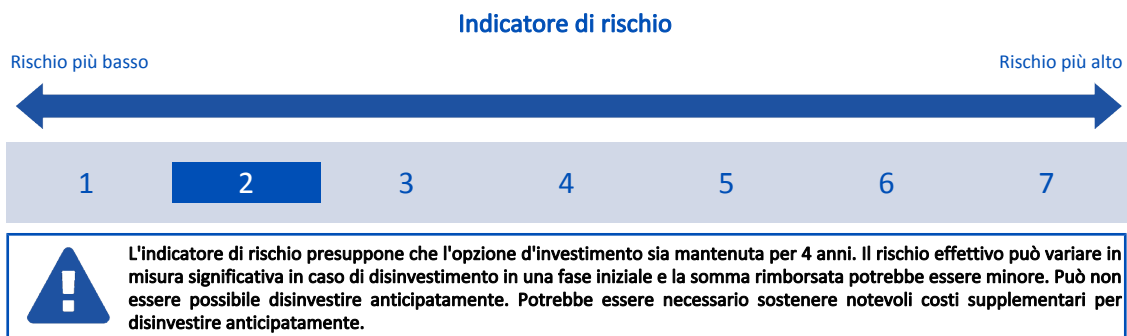 Indicatore di rischio
Rischio più basso
Rischio più alto
1 2 3 4 5 6 7
L'indicatore di rischio presuppone che l'opzione d'investimento sia mantenuta per 4 anni. Il rischio effettivo può variare in
misura significativa in caso di disinvestimento in una fase iniziale e la somma rimborsata potrebbe essere minore. Può non
essere possibile disinvestire anticipatamente. Potrebbe essere necessario sostenere notevoli costi supplementari per
disinvestire anticipatamente.